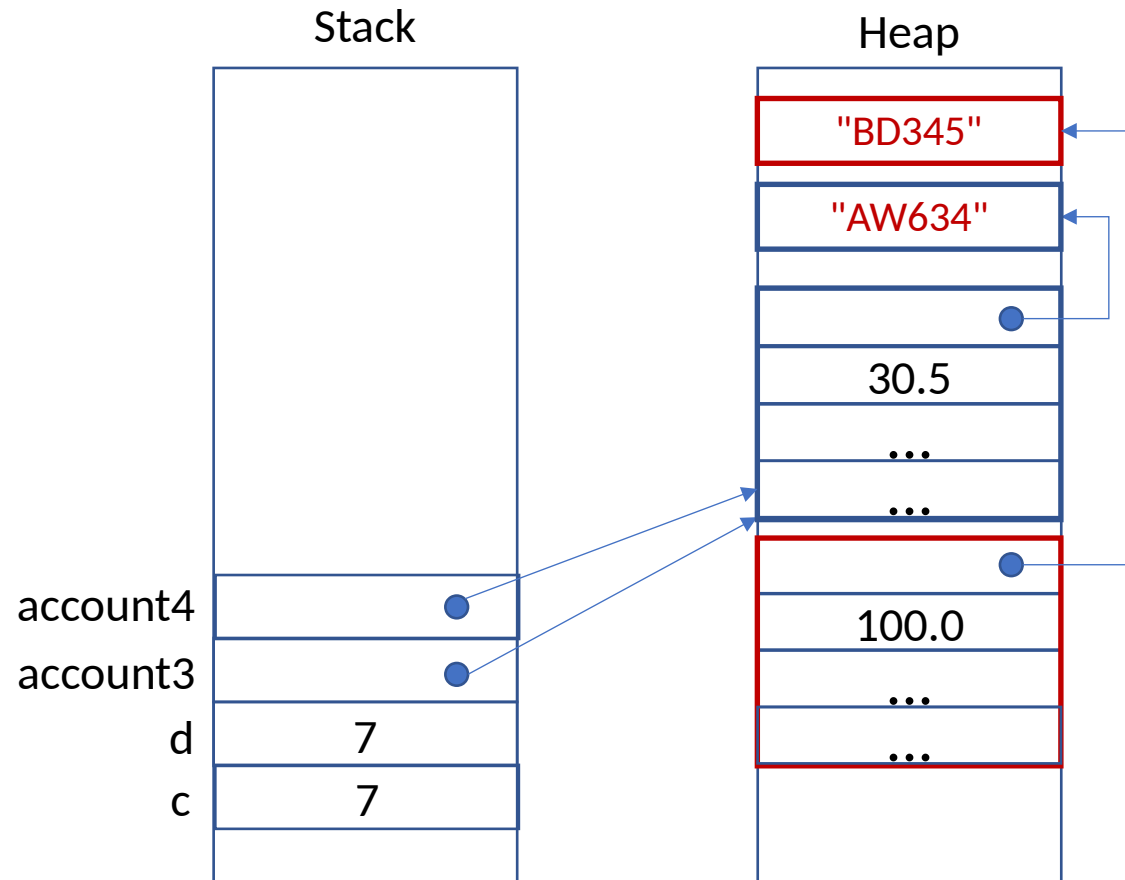 Stack
Heap
"BD345"
"AW634"
30.5
...
...
account4
account3
d 7
c 7
100.0
...
...